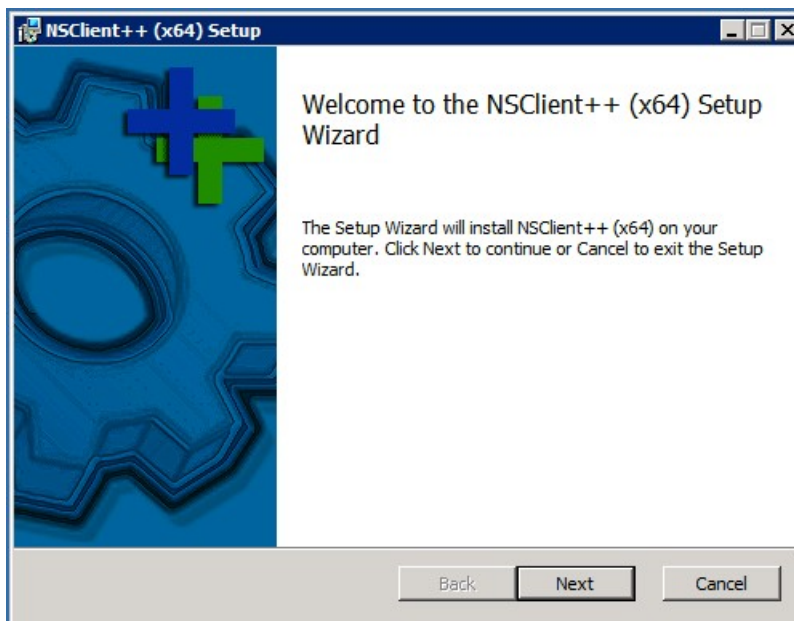 NSClient++ (x64) Setup
Welcome to the NSClient++ (x64) Setup
Wizard
The Setup Wizard will install NSClient++ (x64) on your
computer. Click Next to continue or Cancel to exit the Setup
Wizard.
Back Next Cancel